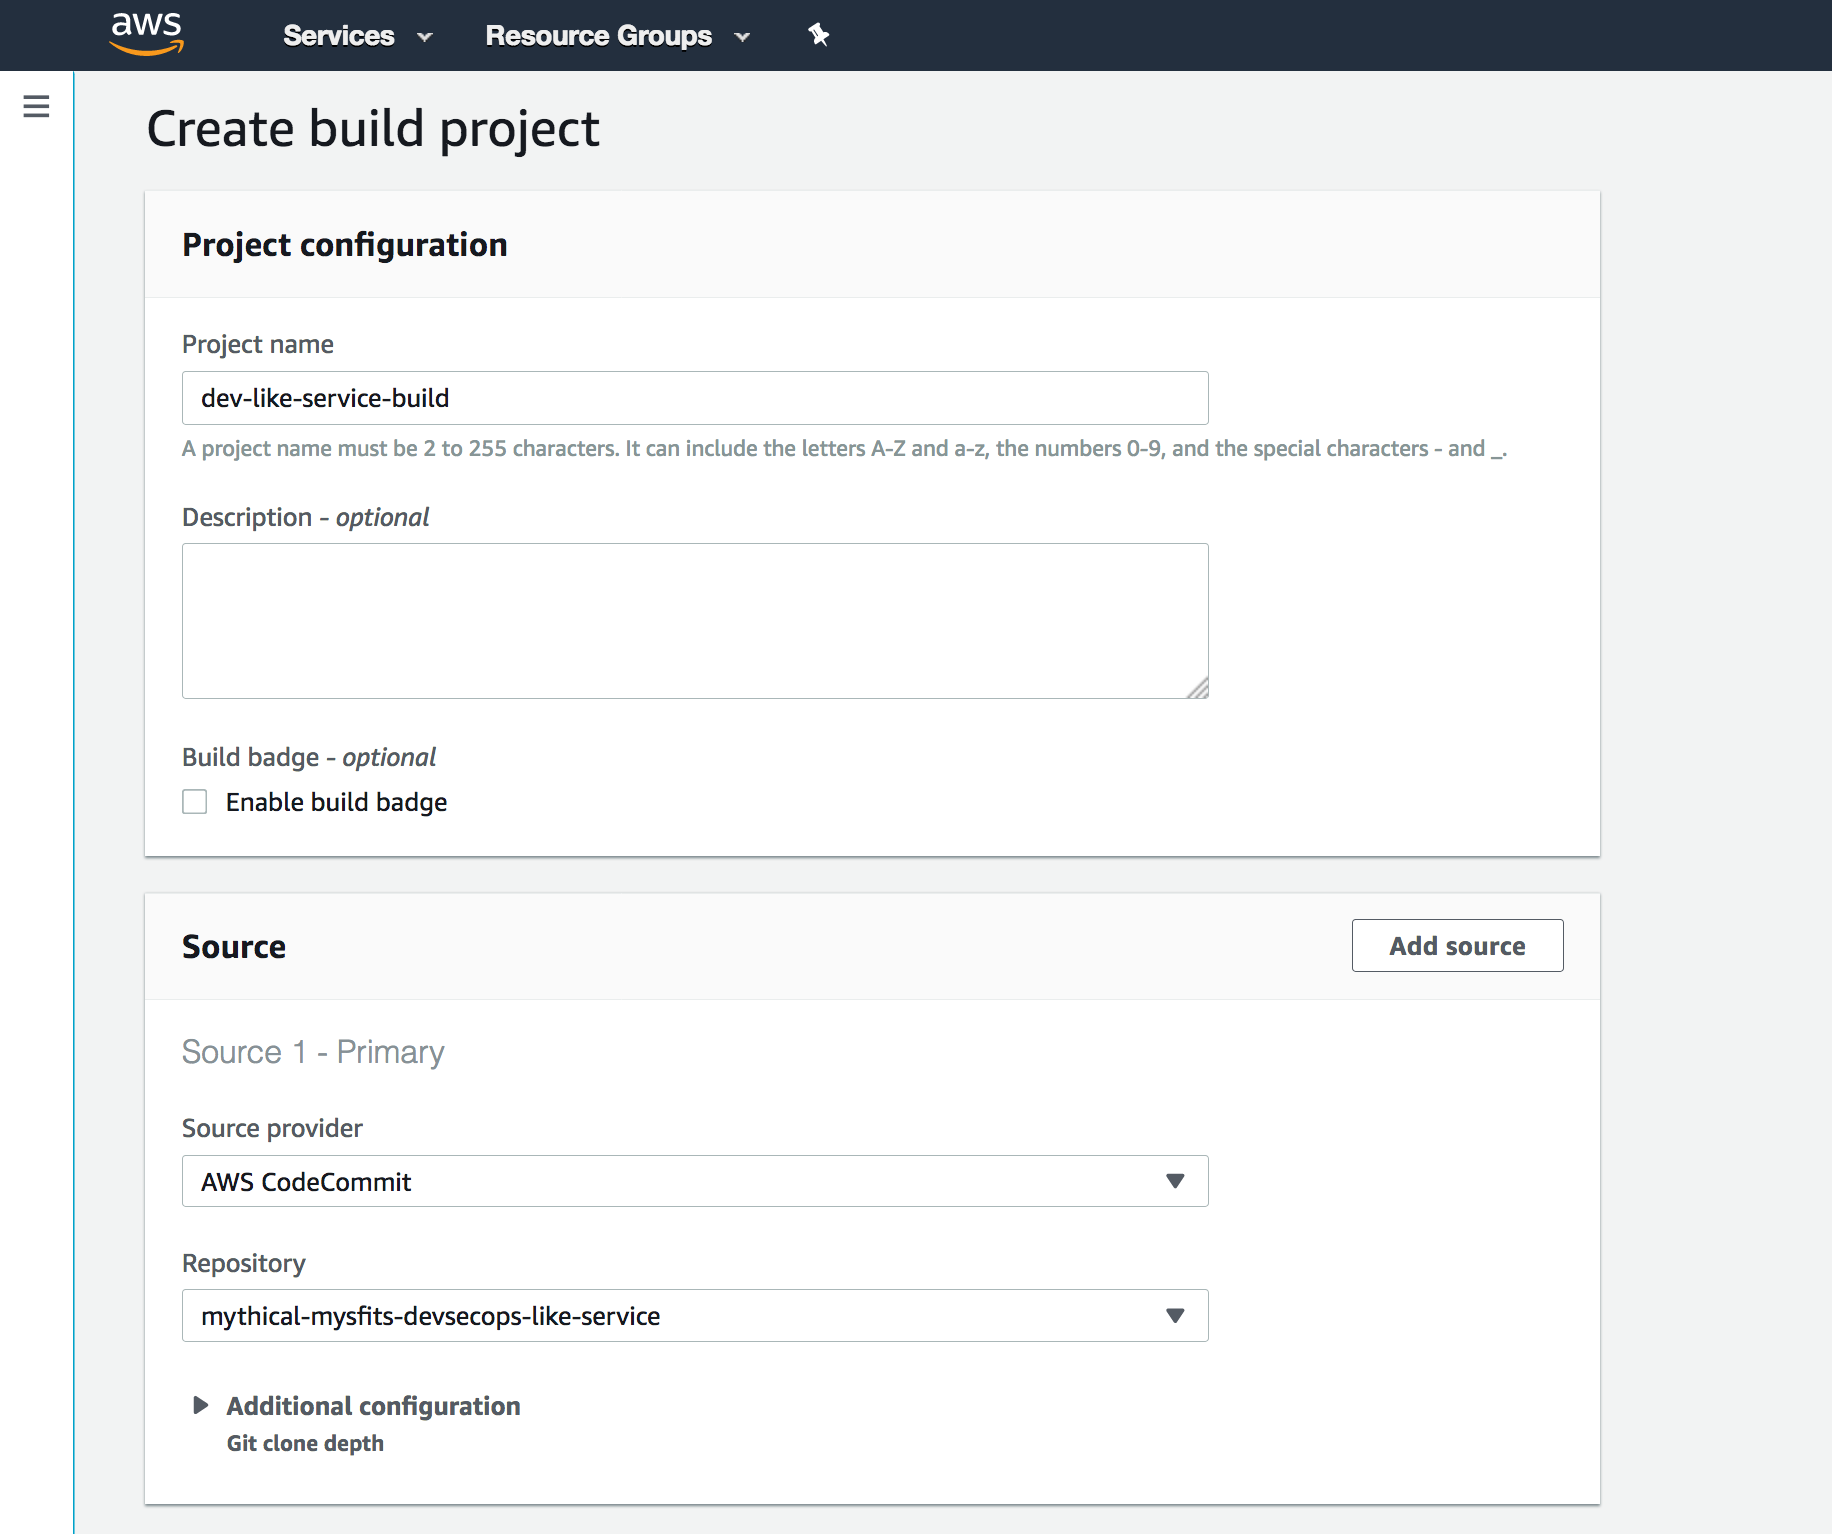 aws Services Resource Groups
Create build project
Project configuration
Project name
dev-like-service-build
A project name must be 2 to 255 characters. It can include the letters A-Z and a-z, the numbers 0-9, and the special characters - and _.
Description - optional
Build badge - optional
Enable build badge
Source
Add source
Source 1 - Primary
Source provider
AWS CodeCommit
Repository
mythical-mysfits-devsecops-like-service
Additional configuration
Git clone depth